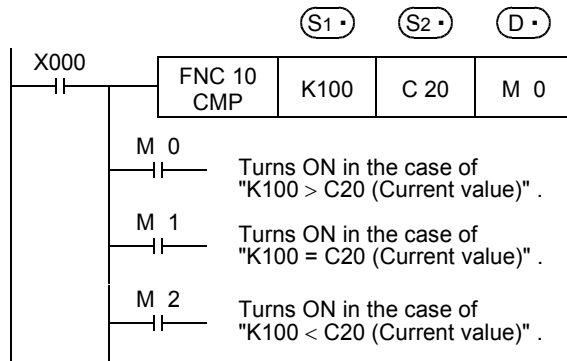 S1 · S2 · D ·
X000
FNC 10
CMP
K100
C 20
M 0
M 0
Turns ON in the case of
"K100 > C20 (Current value)" .
M 1
Turns ON in the case of
"K100 = C20 (Current value)" .
M 2
Turns ON in the case of
"K100 < C20 (Current value)" .